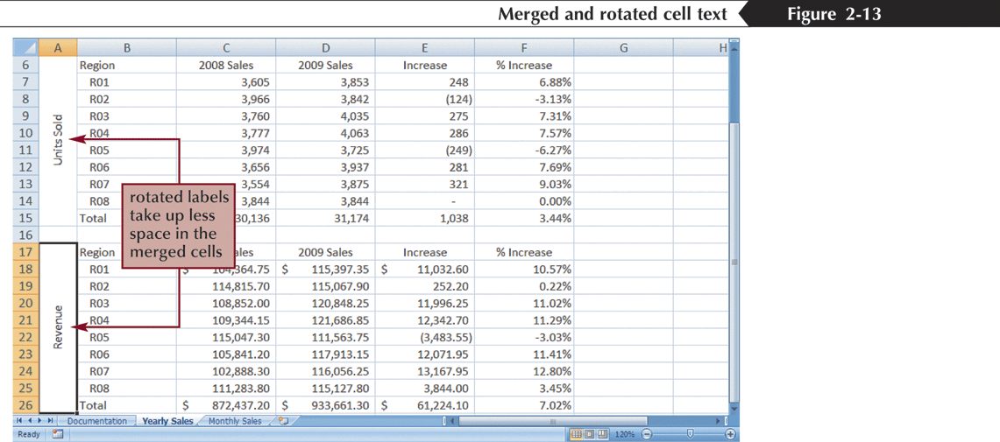 Merged and rotated cell text Figure 2-13
A B C D E F G H
6 Region 2008 Sales 2009 Sales Increase % Increase
7 R01 3,605 3,853 248 6.88%
8 R02 3,966 3,842 (124) -3.13%
9 R03 3,760 4,035 275 7.31%
10 R04 3,777 4,063 286 7.57%
Units Sold
11 R05 3,974 3,725 (249) -6.27%
12 R06 3,656 3,937 281 7.69%
13 R07 3,554 3,875 321 9.03%
14 R08 3,844 3,844 - 0.00%
15 Total 30,136 31,174 1,038 3.44%
rotated labels
take up less
space in the
merged cells
16
17 Region ales 2009 Sales Increase % Increase
18 R01 $ 104,364.75 $ 115,397.35 $ 11,032.60 10.57%
19 R02 114,815.70 115,067.90 252.20 0.22%
20 R03 108,852.00 120,848.25 11,996.25 11.02%
21 R04 109,344.15 121,686.85 12,342.70 11.29%
Revenue
22 R05 115,047.30 111,563.75 (3,483.55) -3.03%
23 R06 105,841.20 117,913.15 12,071.95 11.41%
24 R07 102,888.30 116,056.25 13,167.95 12.80%
25 R08 111,283.80 115,127.80 3,844.00 3.45%
26 Total $ 872,437.20 $ 933,661.30 $ 61,224.10 7.02%
Documentation Yearly Sales Monthly Sales
Ready 120%